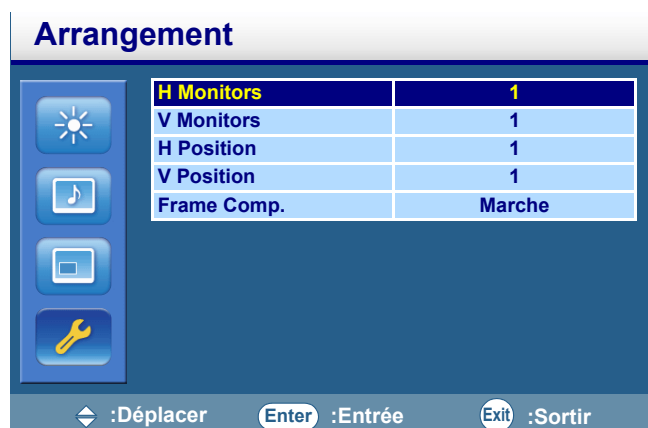 Arrangement
H Monitors 1
V Monitors 1
H Position 1
V Position 1
Frame Comp. Marche
:Déplacer Enter :Entrée Exit :Sortir